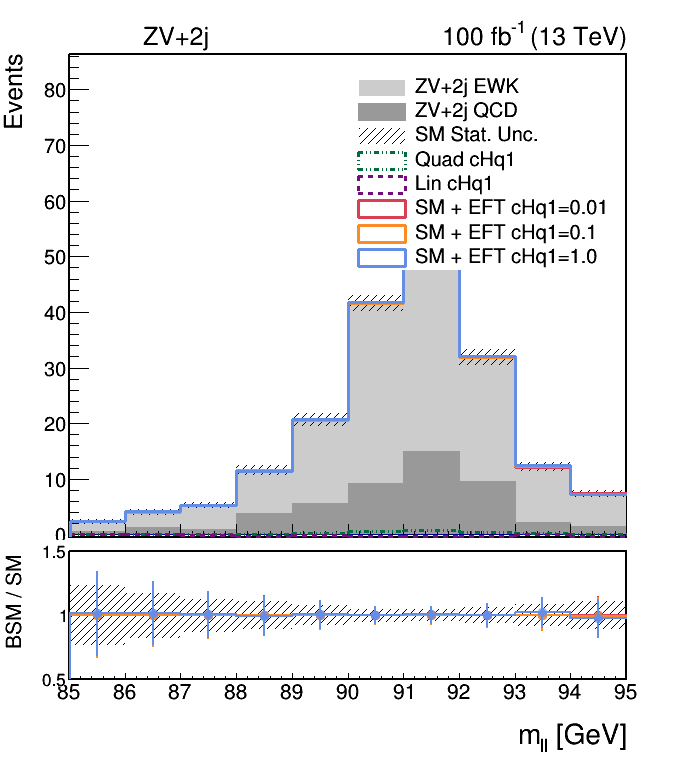 ZV+2j 100 fb-1 (13 TeV)
Events
80
70
60
50
40
30
20
10
0
ZV+2j EWK
ZV+2j QCD
SM Stat. Unc.
Quad cHq1
Lin cHq1
SM + EFT cHq1=0.01
SM + EFT cHq1=0.1
SM + EFT cHq1=1.0
BSM / SM
1.5
1
0.5
85 86 87 88 89 90 91 92 93 94 95
mll [GeV]